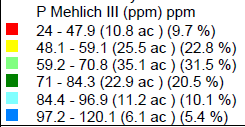 P Mehlich III (ppm) ppm
24 - 47.9 (10.8 ac ) (9.7 %)
48.1 - 59.1 (25.5 ac ) (22.8 %)
59.2 - 70.8 (35.1 ac ) (31.5 %)
71 - 84.3 (22.9 ac ) (20.5 %)
84.4 - 96.9 (11.2 ac ) (10.1 %)
97.2 - 120.1 (6.1 ac ) (5.4 %)